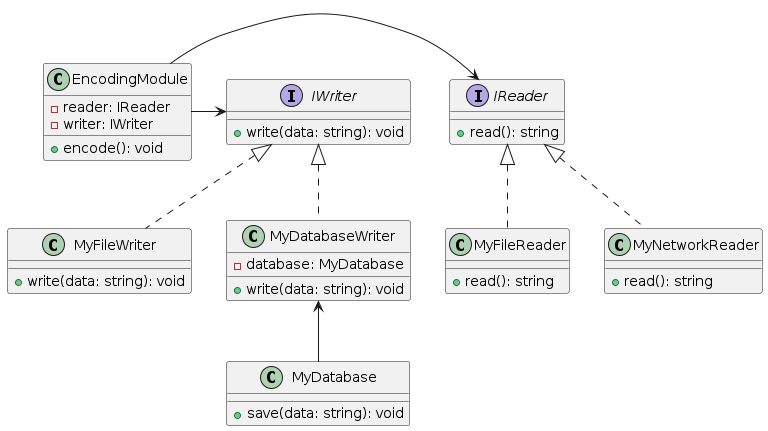 C EncodingModule
reader: IReader
writer: IWriter
encode(): void
I IWriter
write(data: string): void
I IReader
read(): string
C MyFileWriter
write(data: string): void
C MyDatabaseWriter
database: MyDatabase
write(data: string): void
C MyFileReader
read(): string
C MyNetworkReader
read(): string
C MyDatabase
save(data: string): void